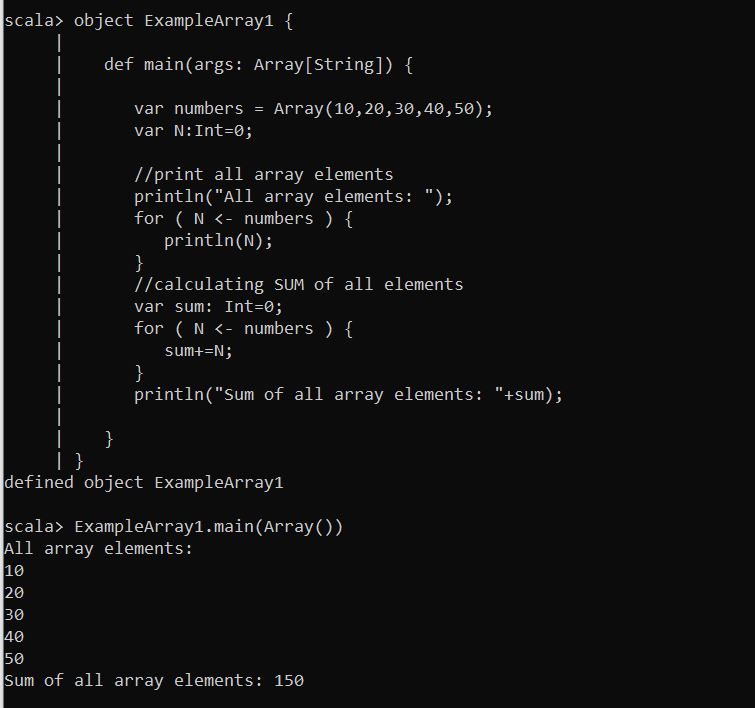 scala> object ExampleArray1 {
     |
     |    def main(args: Array[String]) {
     |
     |       var numbers = Array(10,20,30,40,50);
     |       var N:Int=0;
     |
     |       //print all array elements
     |       println("All array elements: ");
     |       for ( N <- numbers ) {
     |          println(N);
     |       }
     |       //calculating SUM of all elements
     |       var sum: Int=0;
     |       for ( N <- numbers ) {
     |          sum+=N;
     |       }
     |       println("Sum of all array elements: "+sum);
     |
     |    }
     | }
defined object ExampleArray1

scala> ExampleArray1.main(Array())
All array elements:
10
20
30
40
50
Sum of all array elements: 150